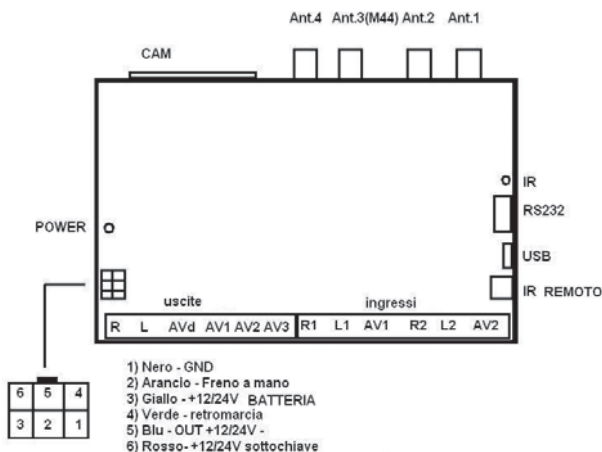 Ant.4 Ant.3(M44) Ant.2 Ant.1
CAM
IR
RS232
POWER
USB
IR REMOTO
uscite ingressi
R L AVd AV1 AV2 AV3 R1 L1 AV1 R2 L2 AV2
1) Nero - GND
2) Arancio - Freno a mano
3) Giallo - +12/24V BATTERIA
4) Verde - retromarcia
5) Blu - OUT +12/24V -
6) Rosso- +12/24V sottochiave
6 5 4
3 2 1